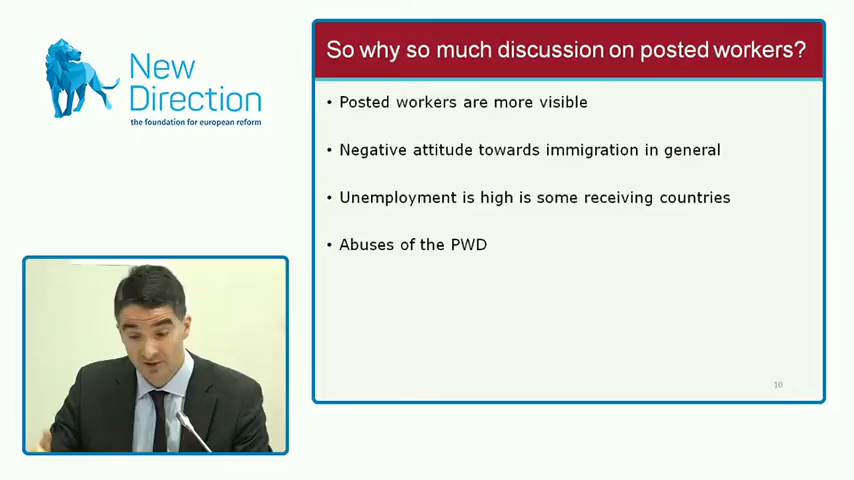 New
Direction
the foundation for european reform
So why so much discussion on posted workers?
• Posted workers are more visible
• Negative attitude towards immigration in general
• Unemployment is high is some receiving countries
• Abuses of the PWD
10